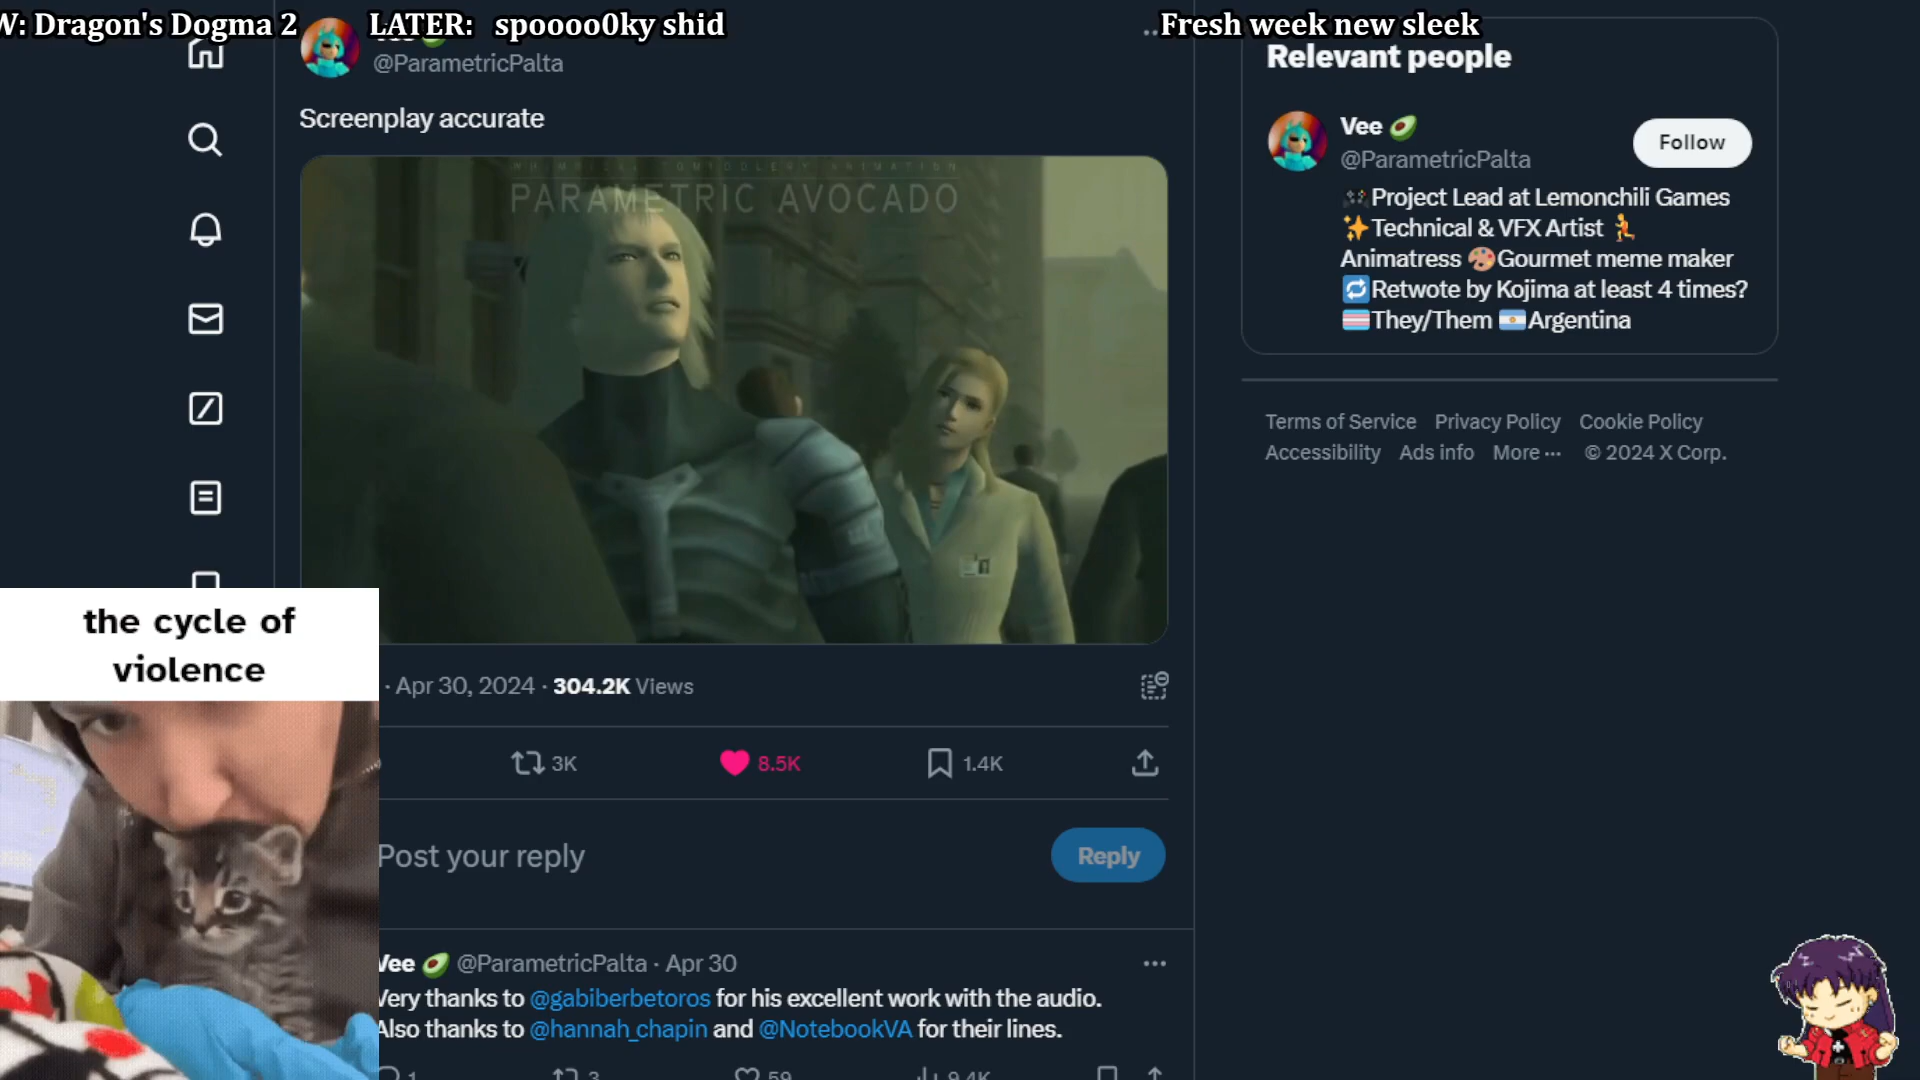 W: Dragon's Dogma 2 LATER: spoooo0ky shid Fresh week new sleek
@ParametricPalta
Screenplay accurate
PARAMETRIC AVOCADO
· Apr 30, 2024 · 304.2K Views
3K 8.5K 1.4K
Post your reply
Reply
Vee @ParametricPalta · Apr 30
Very thanks to @gabiberbetoros for his excellent work with the audio.
Also thanks to @hannah_chapin and @NotebookVA for their lines.
1 3 59 9.4K
Relevant people
Vee
@ParametricPalta
Follow
Project Lead at Lemonchili Games
Technical & VFX Artist
Animatress Gourmet meme maker
Retwote by Kojima at least 4 times?
They/Them Argentina
Terms of Service Privacy Policy Cookie Policy
Accessibility Ads info More ··· © 2024 X Corp.
the cycle of
violence